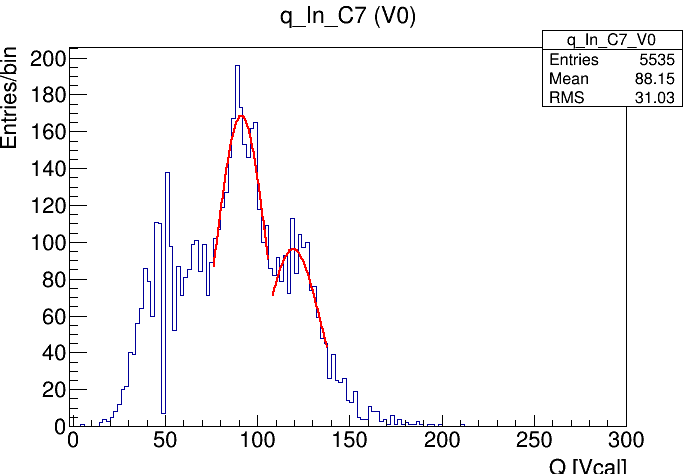 q_In_C7 (V0)
q_In_C7_V0
Entries 5535
Mean 88.15
RMS 31.03
Entries/bin
200
180
160
140
120
100
80
60
40
20
0
0 50 100 150 200 250 300
Q [Vcal]